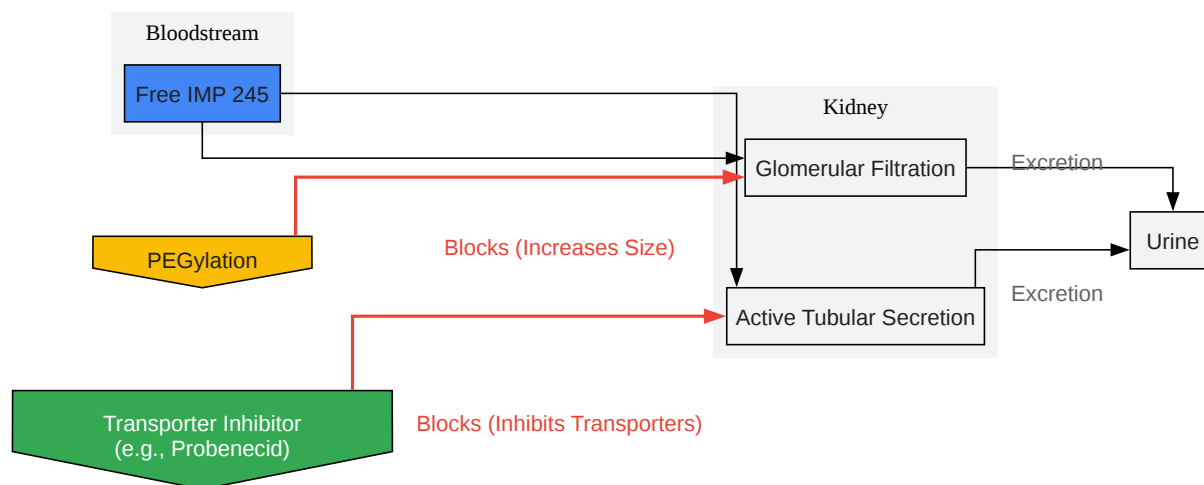 Bloodstream
Free IMP 245
Kidney
Glomerular Filtration
Excretion
Urine
PEGylation
Blocks (Increases Size)
Active Tubular Secretion
Excretion
Transporter Inhibitor
(e.g., Probenecid)
Blocks (Inhibits Transporters)